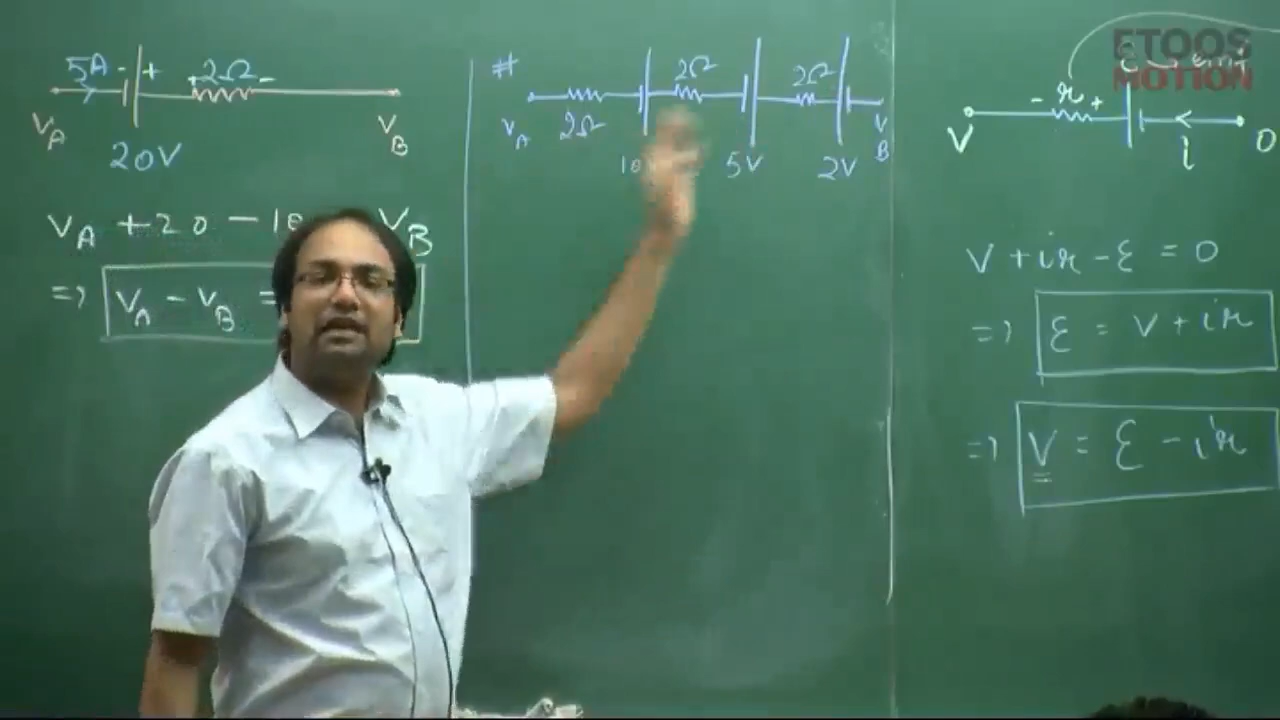 5A - + + 2Ω -
V_A V_B
20V
V_A + 20 - 10 V_B
=> V_A - V_B =
#
2Ω 2Ω
V_A 2Ω V_B
10 5V 2V
ETOOS
MOTION
ε
- r +
V i 0
V + ir - ε = 0
=> ε = V + ir
=> V = ε - ir